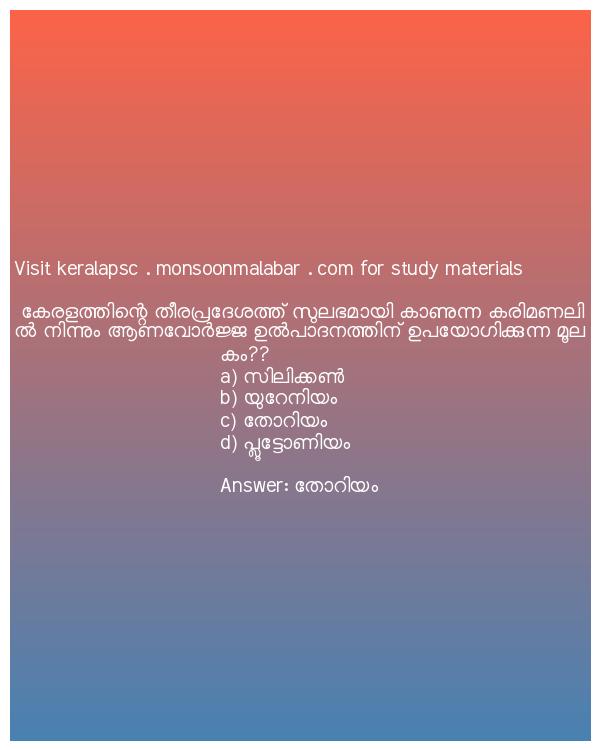 Visit keralapsc . monsoonmalabar . com for study materials
കേരളത്തിന്റെ തീരപ്രദേശത്ത് സുലഭമായി കാണുന്ന കരിമണലി
ൽ നിന്നും ആണവോർജ്ജ ഉൽപാദനത്തിന് ഉപയോഗിക്കുന്ന മൂല
കം??
a) സിലിക്കൺ
b) യുറേനിയം
c) തോറിയം
d) പ്ലൂട്ടോണിയം
Answer: തോറിയം